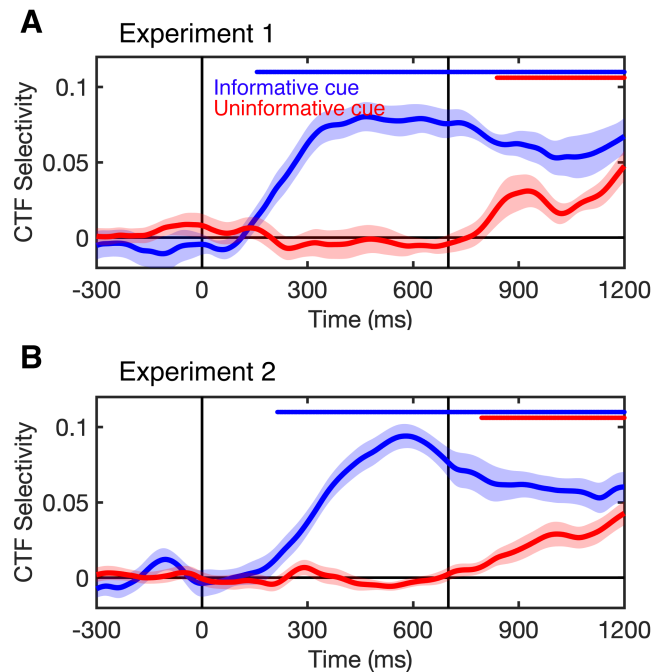 A
Experiment 1
CTF Selectivity
0.1
0.05
0
Informative cue
Uninformative cue
-300 0 300 600 900 1200
Time (ms)
B
Experiment 2
CTF Selectivity
0.1
0.05
0
-300 0 300 600 900 1200
Time (ms)